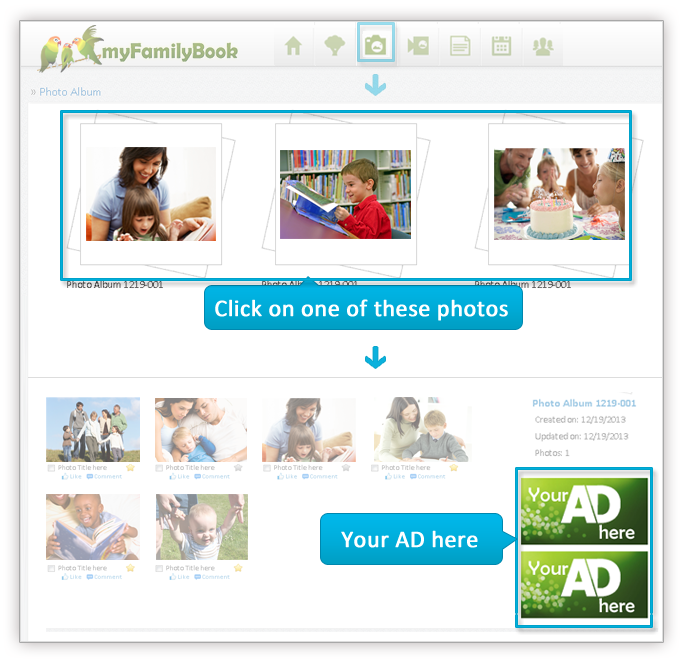 myFamilyBook
» Photo Album
Photo Album 1219-001
Photo Album 1219-001
Photo Album 1219-001
Click on one of these photos
Photo Album 1219-001
Created on: 12/19/2013
Updated on: 12/19/2013
Photos: 1
Photo Title here
Like Comment
Photo Title here
Like Comment
Photo Title here
Like Comment
Photo Title here
Like Comment
Photo Title here
Like Comment
Photo Title here
Like Comment
Your AD here
Your AD here
Your AD here